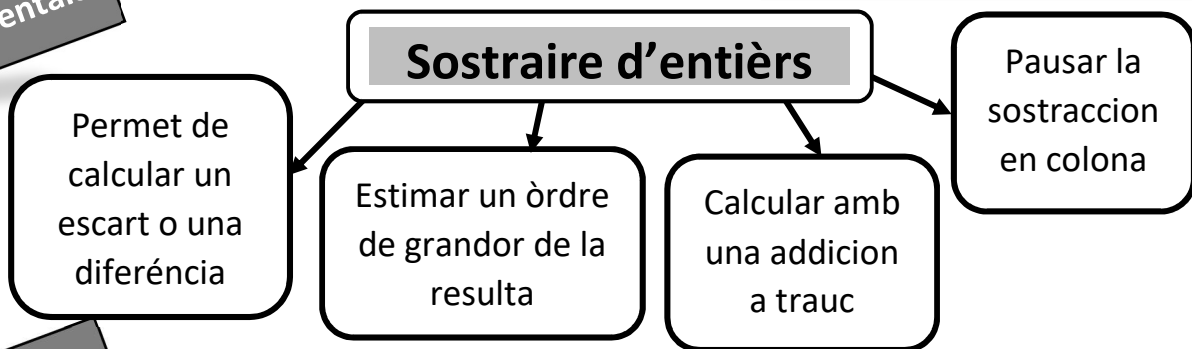 Sostraire d’entièrs
Permet de
calcular un
escart o una
diferéncia
Estimar un òrdre
de grandor de la
resulta
Calcular amb
una addicion
a trauc
Pausar la
sostraccion
en colona